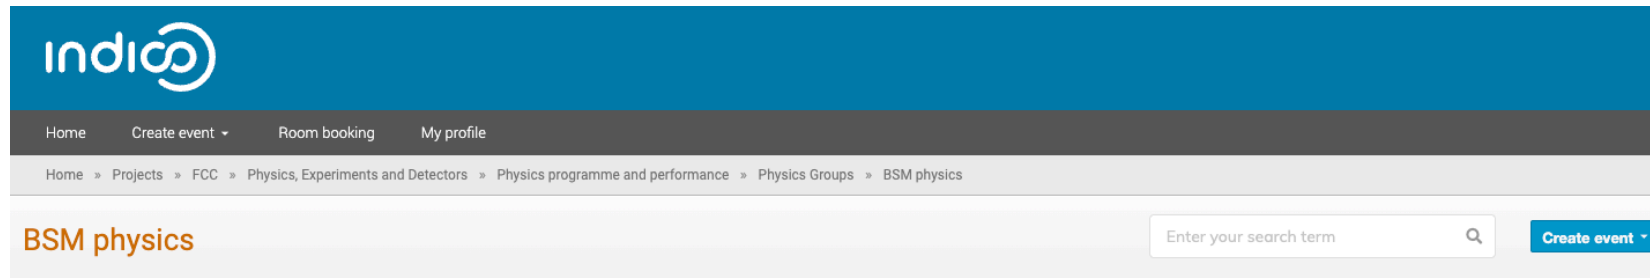 indico
Home Create event Room booking My profile
Home » Projects » FCC » Physics, Experiments and Detectors » Physics programme and performance » Physics Groups » BSM physics
BSM physics Enter your search term Create event